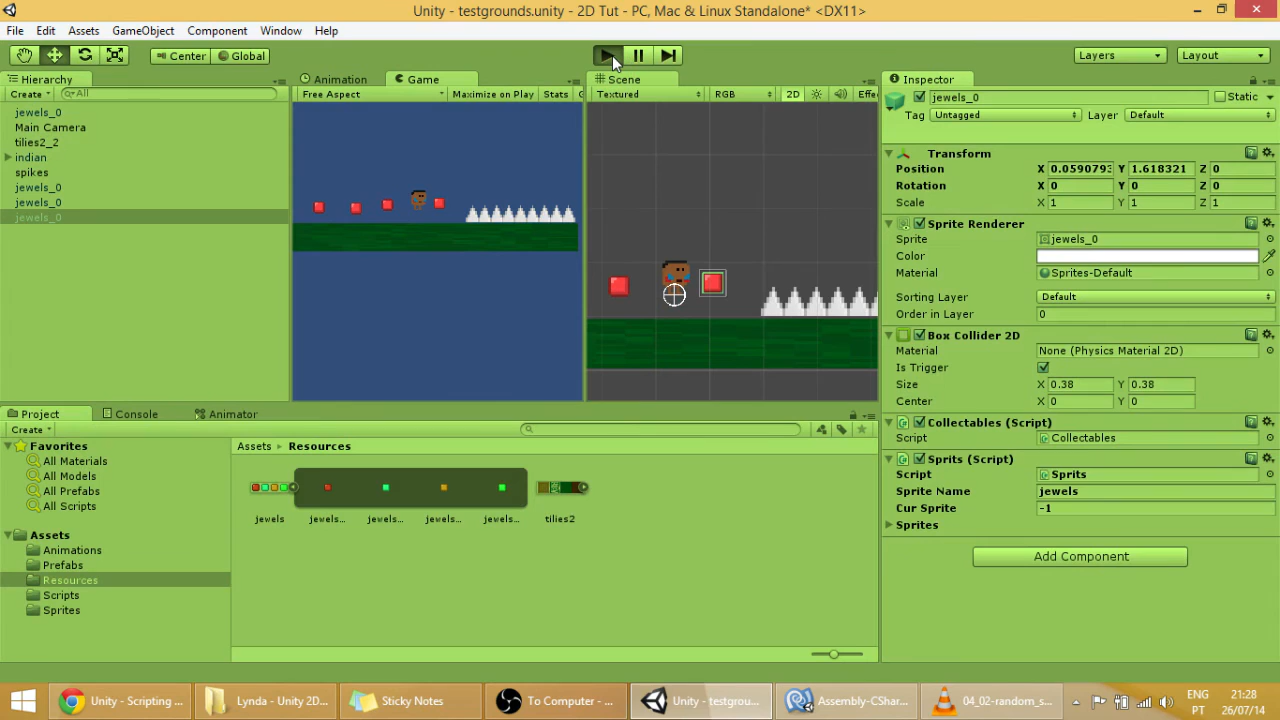 Unity - testgrounds.unity - 2D Tut - PC, Mac & Linux Standalone* <DX11>
File Edit Assets GameObject Component Window Help
Center Global Layers Layout
Hierarchy
Create All
jewels_0
Main Camera
tilies2_2
indian
spikes
jewels_0
jewels_0
jewels_0
Animation Game
Free Aspect Maximize on Play Stats G
Scene
Textured RGB 2D Effe
Inspector
jewels_0 Static
Tag Untagged Layer Default
Transform
Position X 0.0590793 Y 1.618321 Z 0
Rotation X 0 Y 0 Z 0
Scale X 1 Y 1 Z 1
Sprite Renderer
Sprite jewels_0
Color
Material Sprites-Default
Sorting Layer Default
Order in Layer 0
Box Collider 2D
Material None (Physics Material 2D)
Is Trigger
Size X 0.38 Y 0.38
Center X 0 Y 0
Collectables (Script)
Script Collectables
Sprits (Script)
Script Sprits
Sprite Name jewels
Cur Sprite -1
Sprites
Add Component
Project Console Animator
Create
Favorites
All Materials
All Models
All Prefabs
All Scripts
Assets
Animations
Prefabs
Resources
Scripts
Sprites
Assets Resources
jewels jewels... jewels... jewels... jewels... tilies2
Unity - Scripting ... Lynda - Unity 2D... Sticky Notes To Computer - ... Unity - testgrou... Assembly-CShar... 04_02-random_s...
ENG 21:28
PT 26/07/14